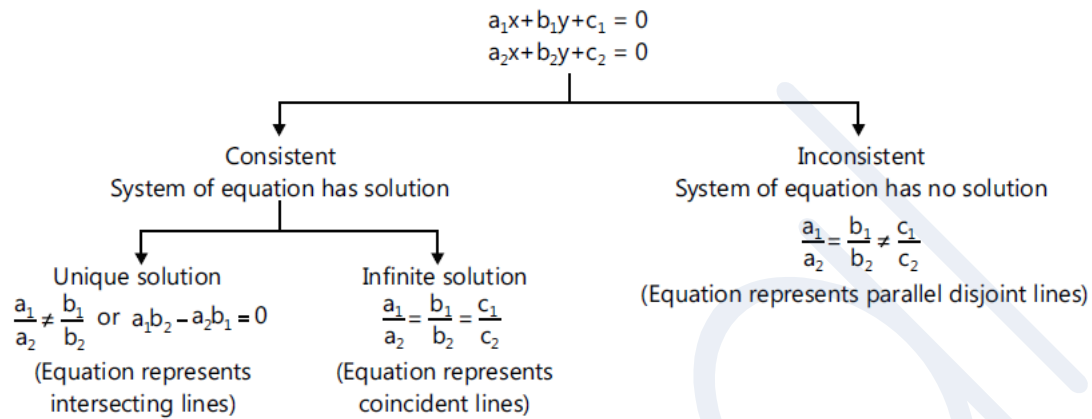 a₁x+b₁y+c₁ = 0
a₂x+b₂y+c₂ = 0
Consistent
System of equation has solution
Inconsistent
System of equation has no solution
a₁/a₂ = b₁/b₂ ≠ c₁/c₂
(Equation represents parallel disjoint lines)
Unique solution
a₁/a₂ ≠ b₁/b₂ or a₁b₂ – a₂b₁ = 0
(Equation represents
intersecting lines)
Infinite solution
a₁/a₂ = b₁/b₂ = c₁/c₂
(Equation represents
coincident lines)